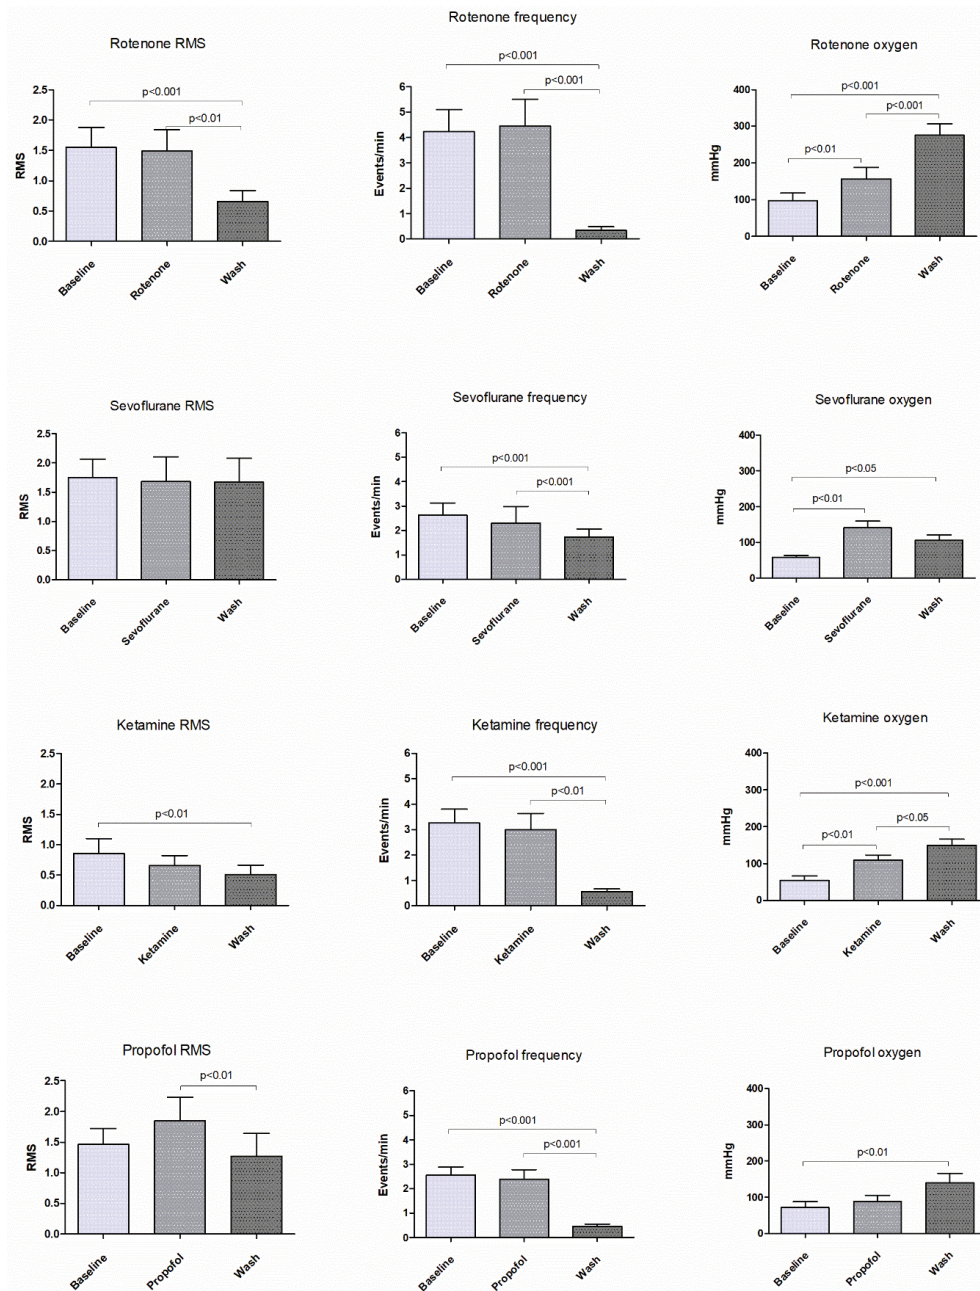 Rotenone RMS
2.5
2.0
1.5
1.0
0.5
0.0
RMS
p<0.001
p<0.01
Baseline
Rotenone
Wash
Rotenone frequency
6
5
4
3
2
1
0
Events/min
p<0.001
p<0.001
Baseline
Rotenone
Wash
Rotenone oxygen
400
300
200
100
0
mmHg
p<0.001
p<0.001
p<0.01
Baseline
Rotenone
Wash
Sevoflurane RMS
2.5
2.0
1.5
1.0
0.5
0.0
RMS
Baseline
Sevoflurane
Wash
Sevoflurane frequency
6
5
4
3
2
1
0
Events/min
p<0.001
p<0.001
Baseline
Sevoflurane
Wash
Sevoflurane oxygen
400
300
200
100
0
mmHg
p<0.05
p<0.01
Baseline
Sevoflurane
Wash
Ketamine RMS
2.5
2.0
1.5
1.0
0.5
0.0
RMS
p<0.01
Baseline
Ketamine
Wash
Ketamine frequency
6
5
4
3
2
1
0
Events/min
p<0.001
p<0.01
Baseline
Ketamine
Wash
Ketamine oxygen
400
300
200
100
0
mmHg
p<0.001
p<0.05
p<0.01
Baseline
Ketamine
Wash
Propofol RMS
2.5
2.0
1.5
1.0
0.5
0.0
RMS
p<0.01
Baseline
Propofol
Wash
Propofol frequency
6
5
4
3
2
1
0
Events/min
p<0.001
p<0.001
Baseline
Propofol
Wash
Propofol oxygen
400
300
200
100
0
mmHg
p<0.01
Baseline
Propofol
Wash